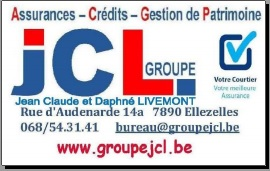 Assurances – Crédits – Gestion de Patrimoine
JCL.
GROUPE
Votre Courtier
Votre meilleure
Assurance
Jean Claude et Daphné LIVEMONT
Rue d'Audenarde 14a 7890 Ellezelles
068/54.31.41 bureau@groupejcl.be
www.groupejcl.be